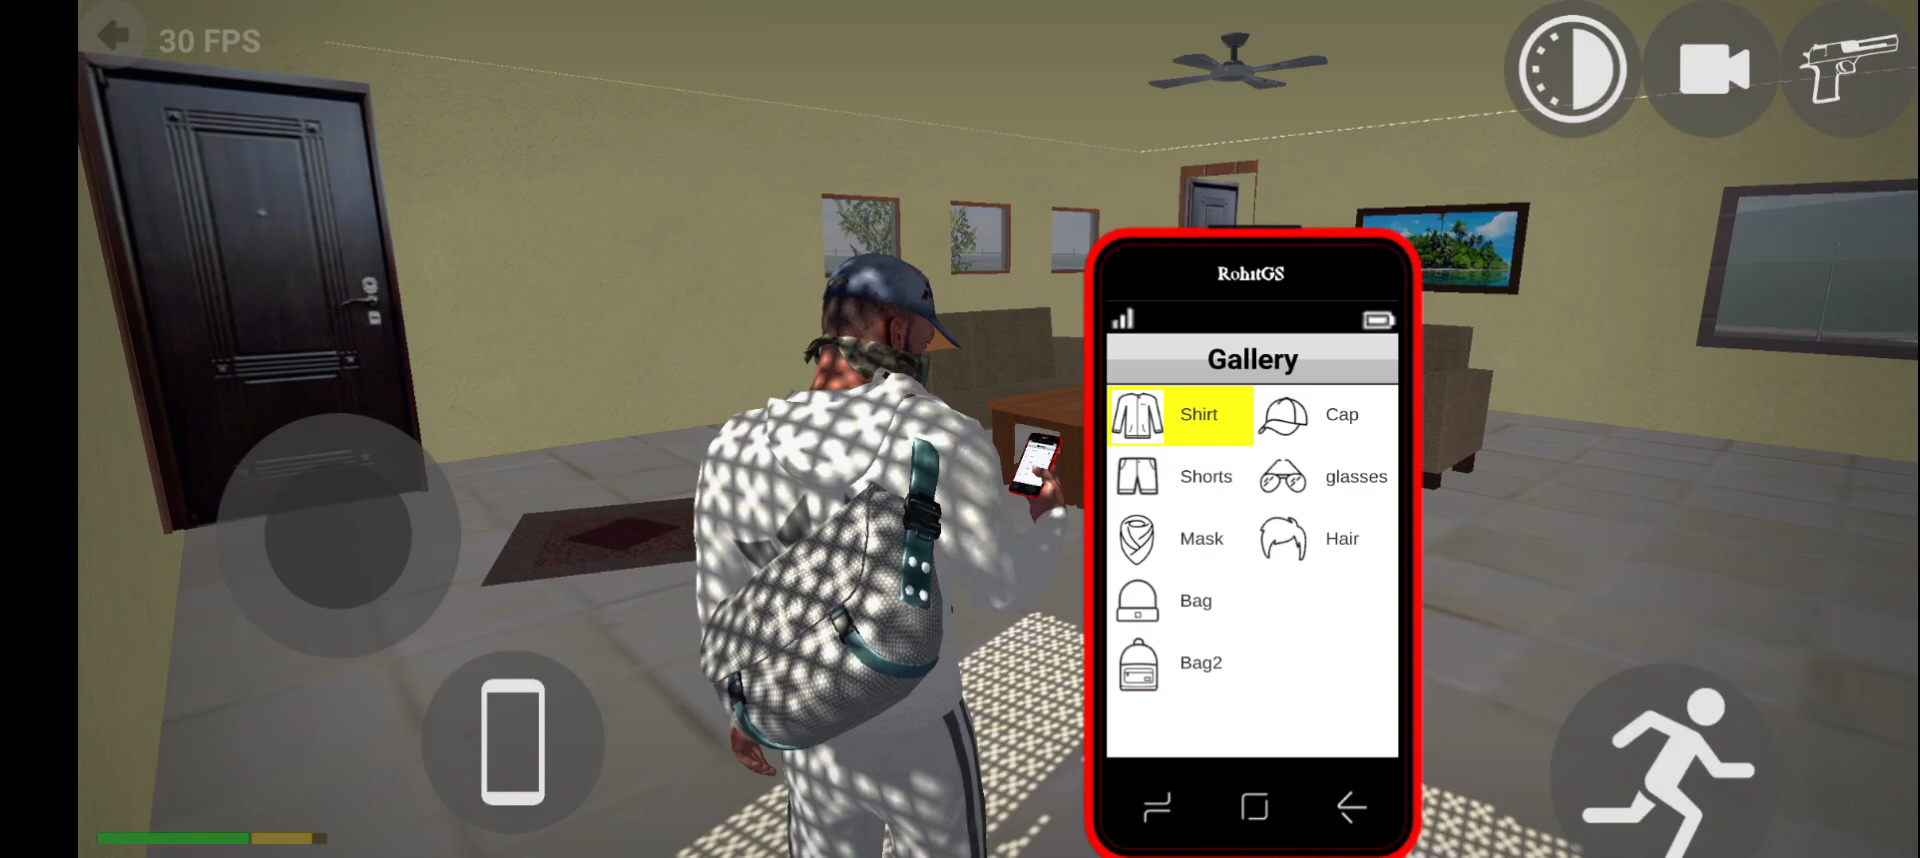 30 FPS
RohitGS
Gallery
Shirt
Cap
Shorts
glasses
Mask
Hair
Bag
Bag2